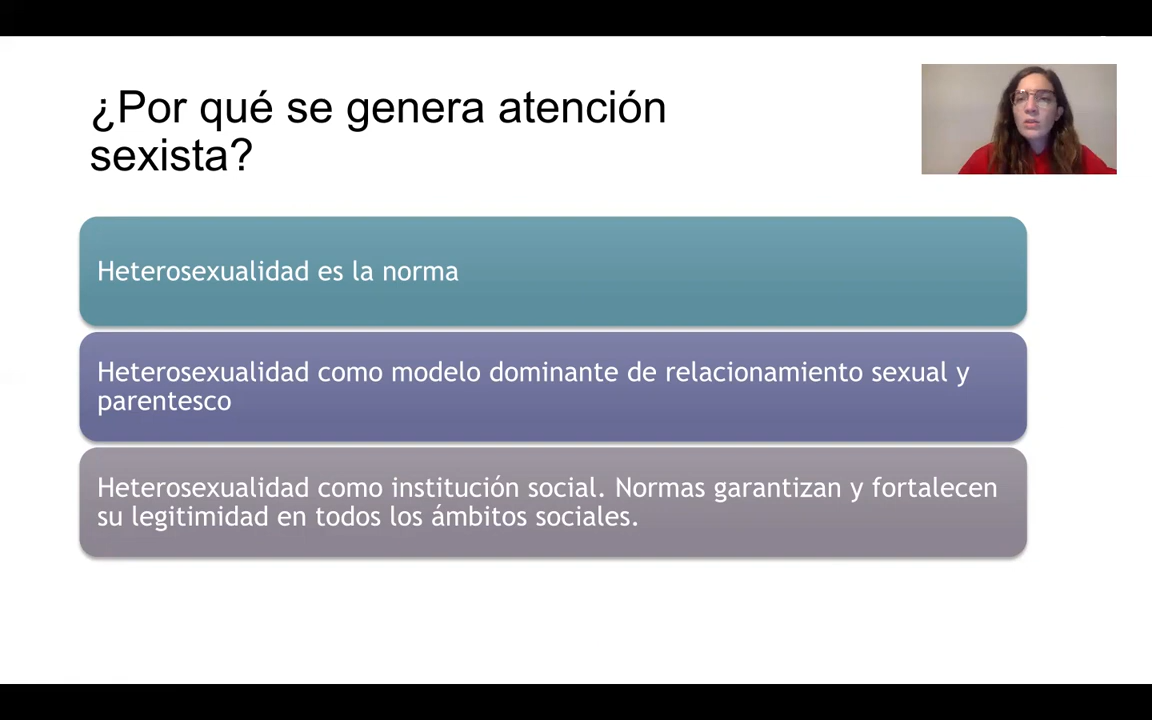 ¿Por qué se genera atención
sexista?
Heterosexualidad es la norma
Heterosexualidad como modelo dominante de relacionamiento sexual y
parentesco
Heterosexualidad como institución social. Normas garantizan y fortalecen
su legitimidad en todos los ámbitos sociales.